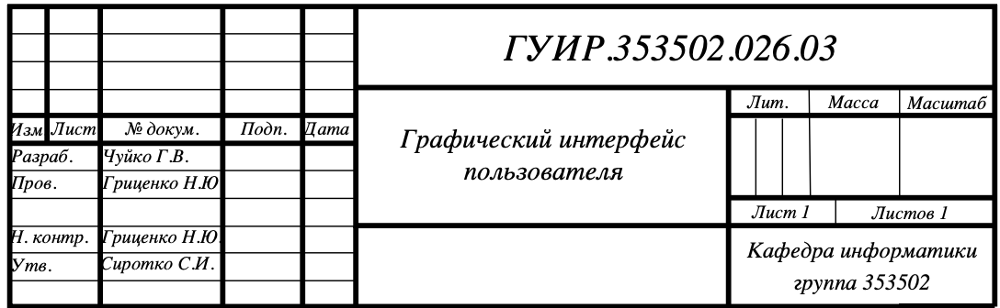 ГУИР.353502.026.03
Изм Лист № докум. Подп. Дата
Разраб. Чуйко Г.В.
Пров. Гриценко Н.Ю
Н. контр. Гриценко Н.Ю.
Утв. Сиротко С.И.
Графический интерфейс
пользователя
Лит. Масса Масштаб
Лист 1 Листов 1
Кафедра информатики
группа 353502